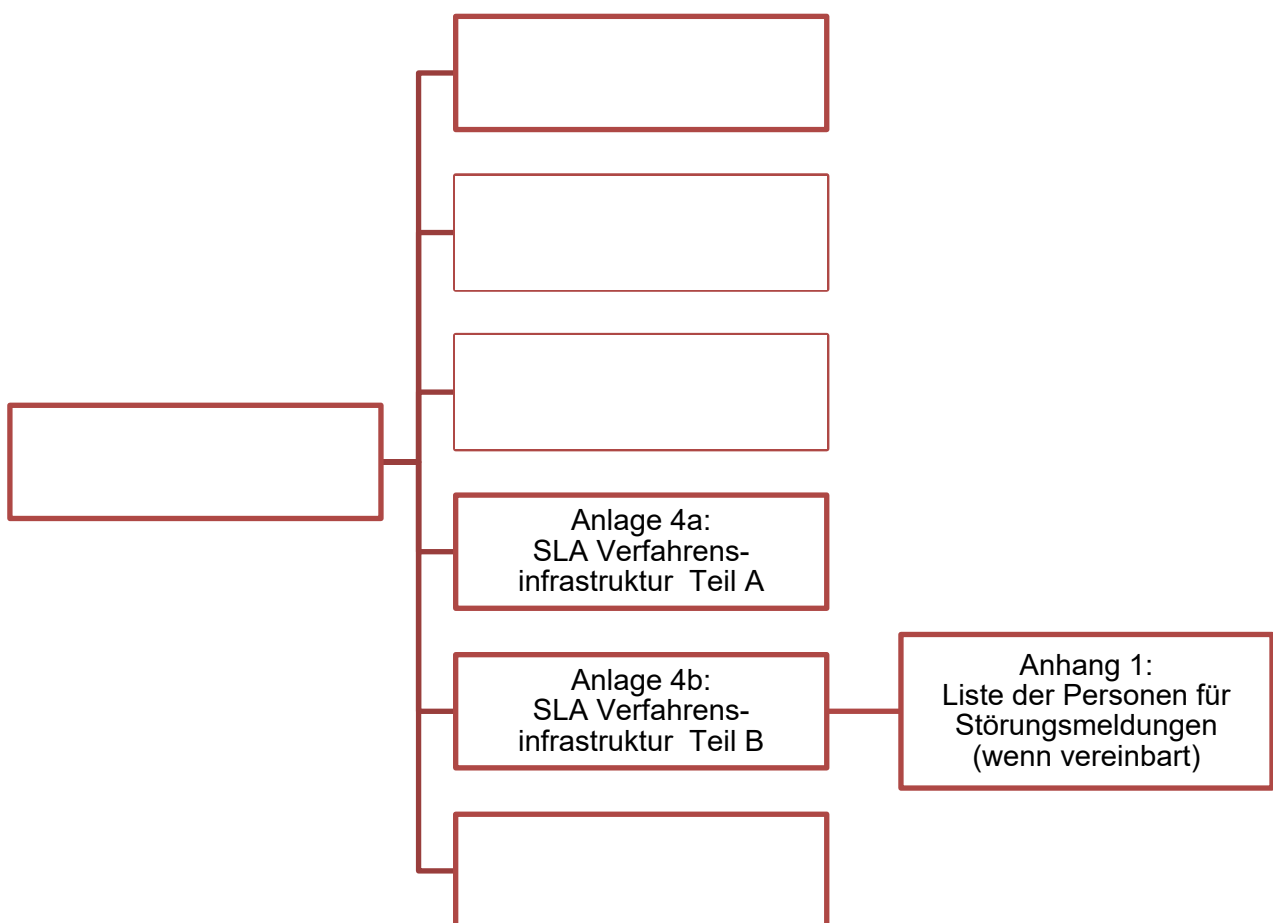 Anlage 4a:
SLA Verfahrens-
infrastruktur  Teil A
Anlage 4b:
SLA Verfahrens-
infrastruktur  Teil B
Anhang 1:
Liste der Personen für
Störungsmeldungen
(wenn vereinbart)